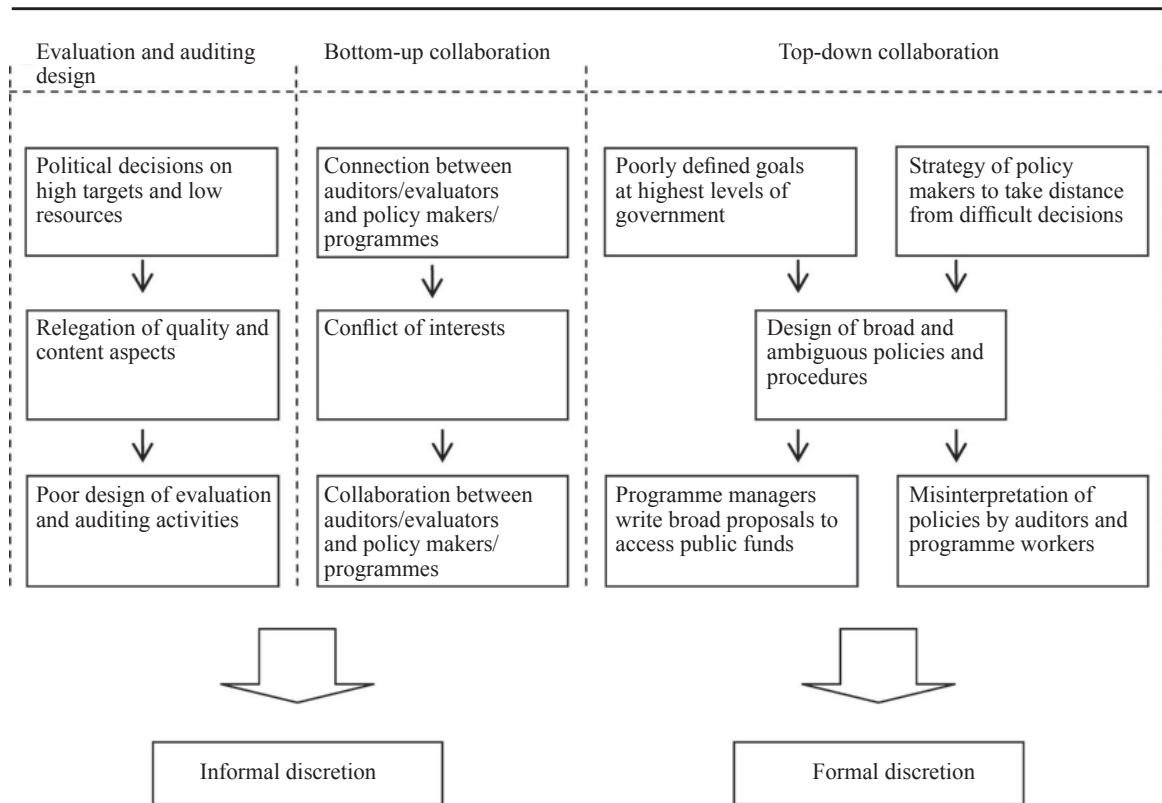 Evaluation and auditing
design
Bottom-up collaboration
Top-down collaboration
Political decisions on
high targets and low
resources
Connection between
auditors/evaluators
and policy makers/
programmes
Poorly defined goals
at highest levels of
government
Strategy of policy
makers to take distance
from difficult decisions
Relegation of quality and
content aspects
Conflict of interests
Design of broad and
ambiguous policies and
procedures
Poor design of evaluation
and auditing activities
Collaboration between
auditors/evaluators
and policy makers/
programmes
Programme managers
write broad proposals to
access public funds
Misinterpretation of
policies by auditors and
programme workers
Informal discretion
Formal discretion